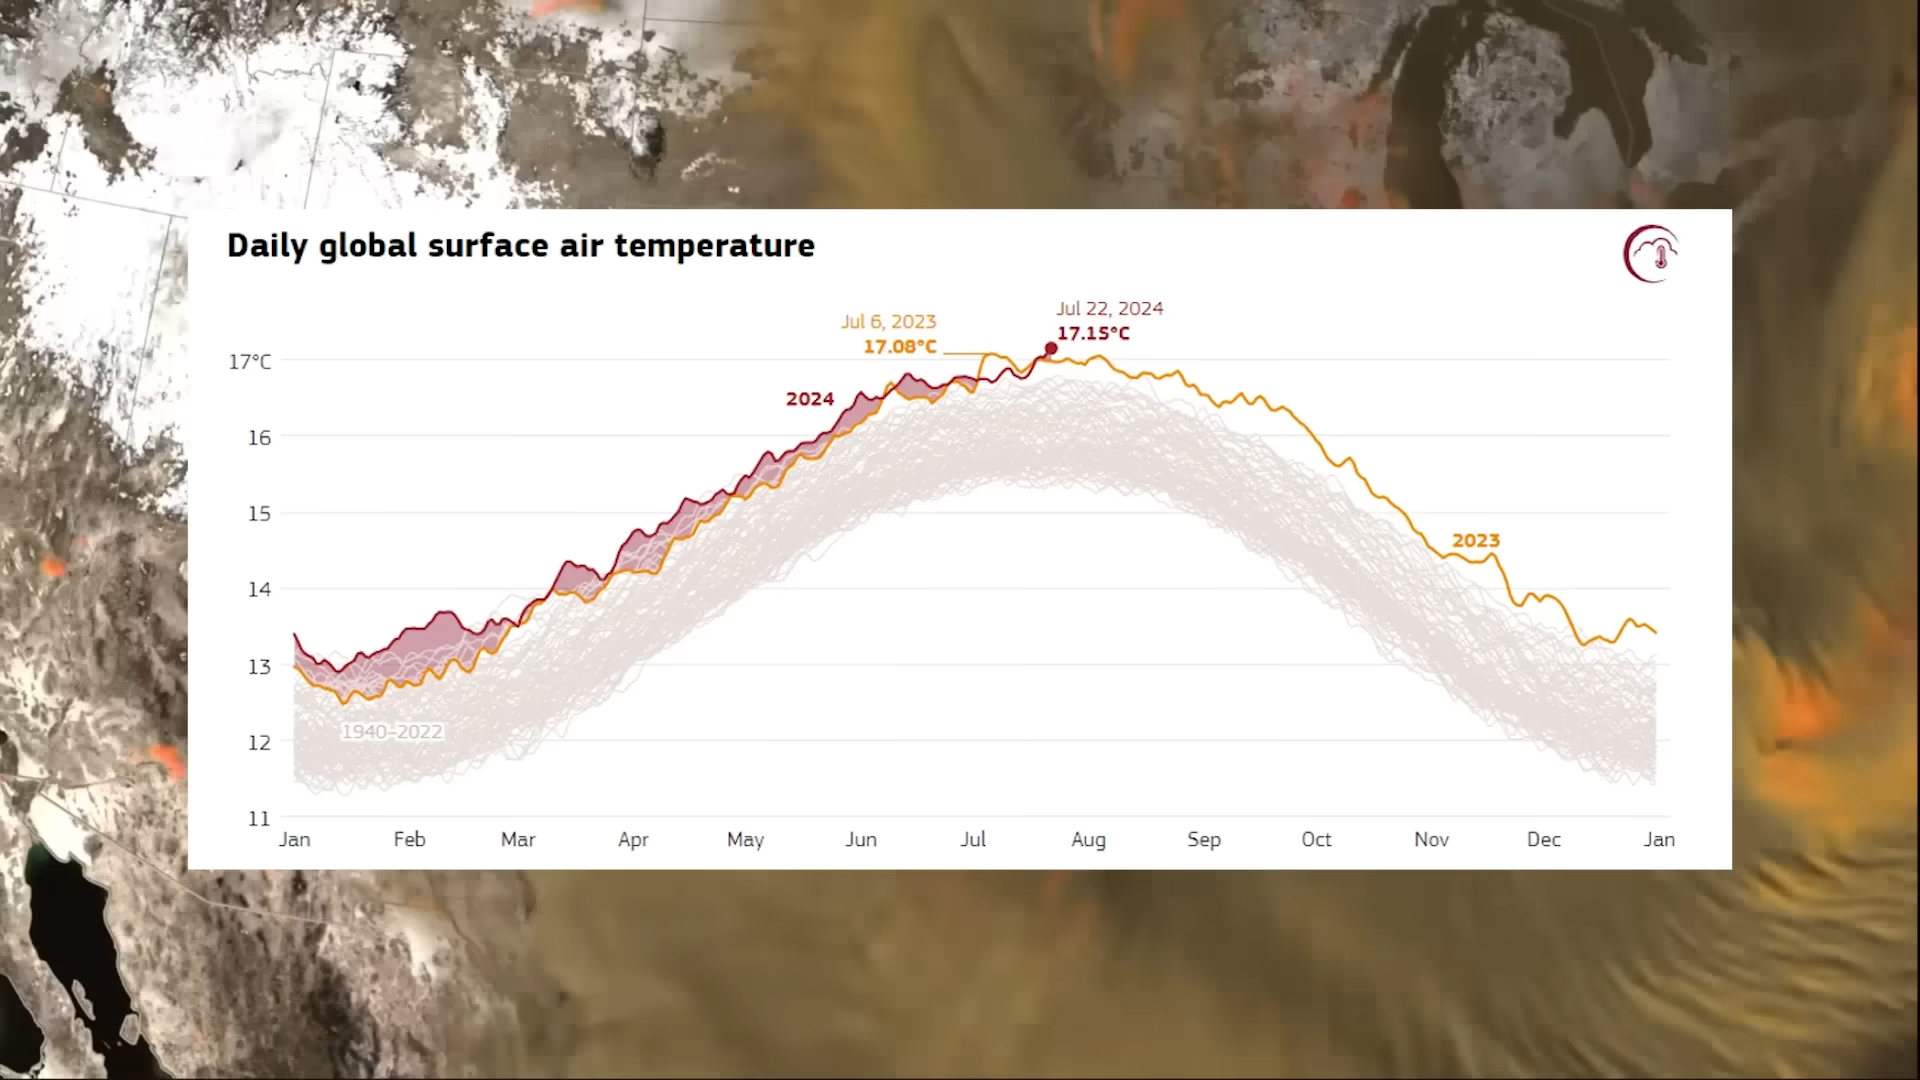 Daily global surface air temperature
Jul 22, 2024
17.15°C
Jul 6, 2023
17.08°C
17°C
2024
16
15
2023
14
13
1940–2022
12
11
Jan Feb Mar Apr May Jun Jul Aug Sep Oct Nov Dec Jan